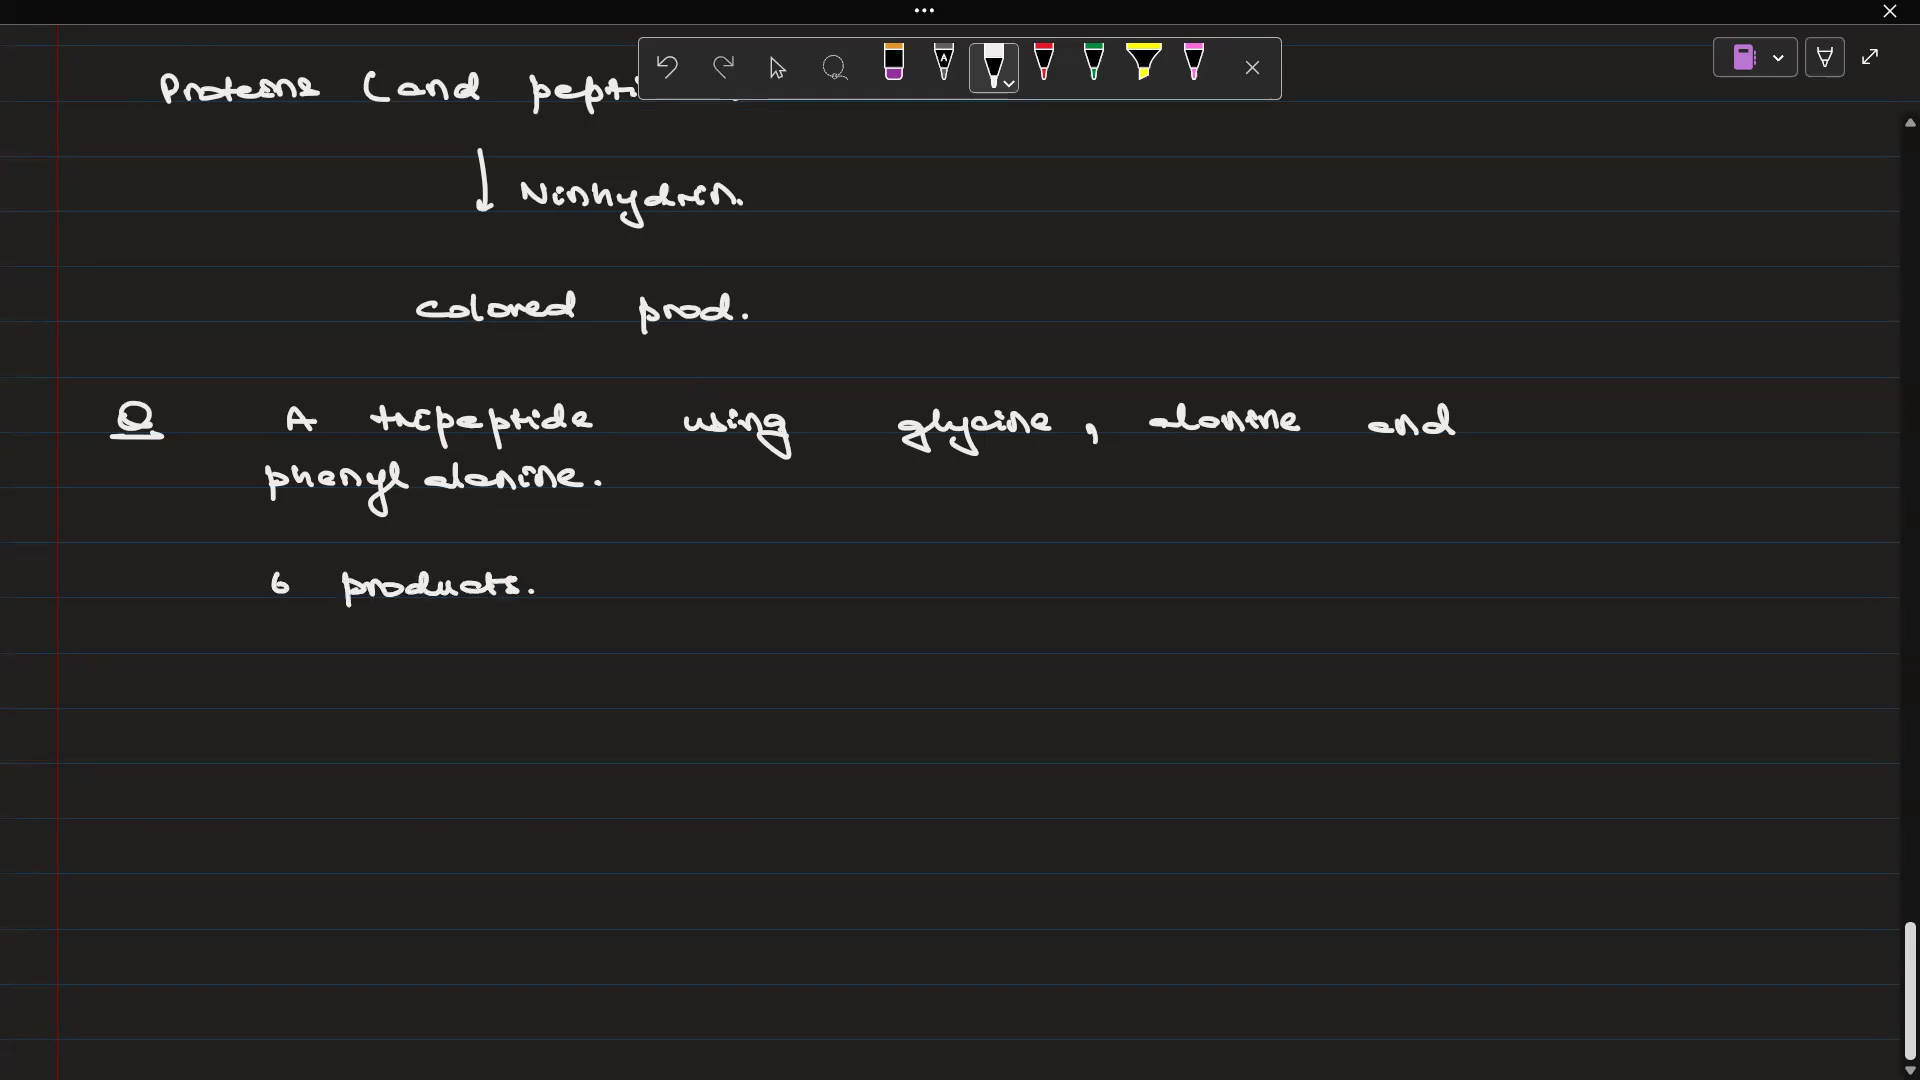 Proteins (and pepti
↓ Ninhydrin.
colored prod.
Q A tripeptide using glycine, alanine and
phenyl alanine.
6 products.